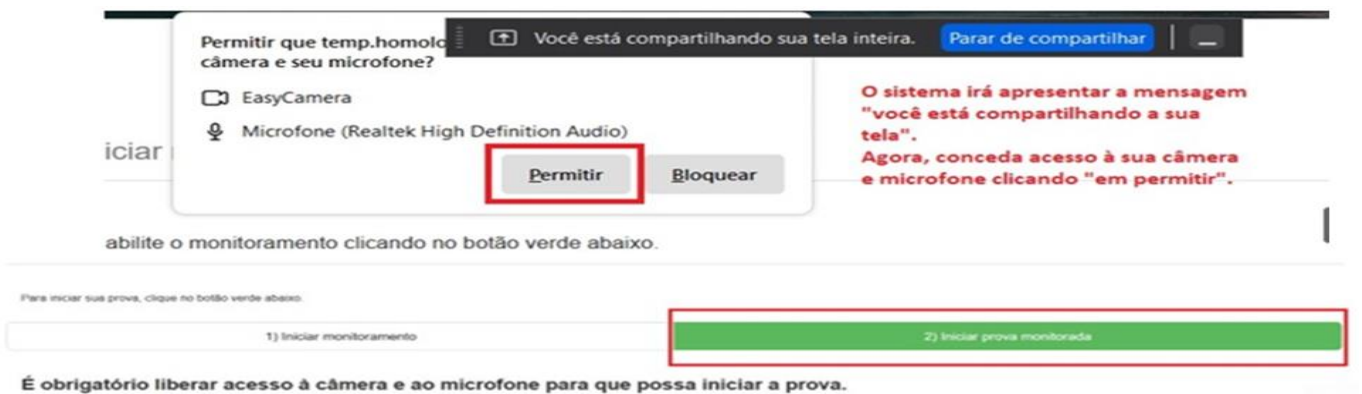 Permitir que temp.homolo
câmera e seu microfone?
Você está compartilhando sua tela inteira. Parar de compartilhar
EasyCamera
Microfone (Realtek High Definition Audio)
iciar
Permitir Bloquear
O sistema irá apresentar a mensagem
"você está compartilhando a sua
tela".
Agora, conceda acesso à sua câmera
e microfone clicando "em permitir".
abilite o monitoramento clicando no botão verde abaixo.
Para iniciar sua prova, clique no botão verde abaixo.
1) Iniciar monitoramento 2) Iniciar prova monitorada
É obrigatório liberar acesso à câmera e ao microfone para que possa iniciar a prova.